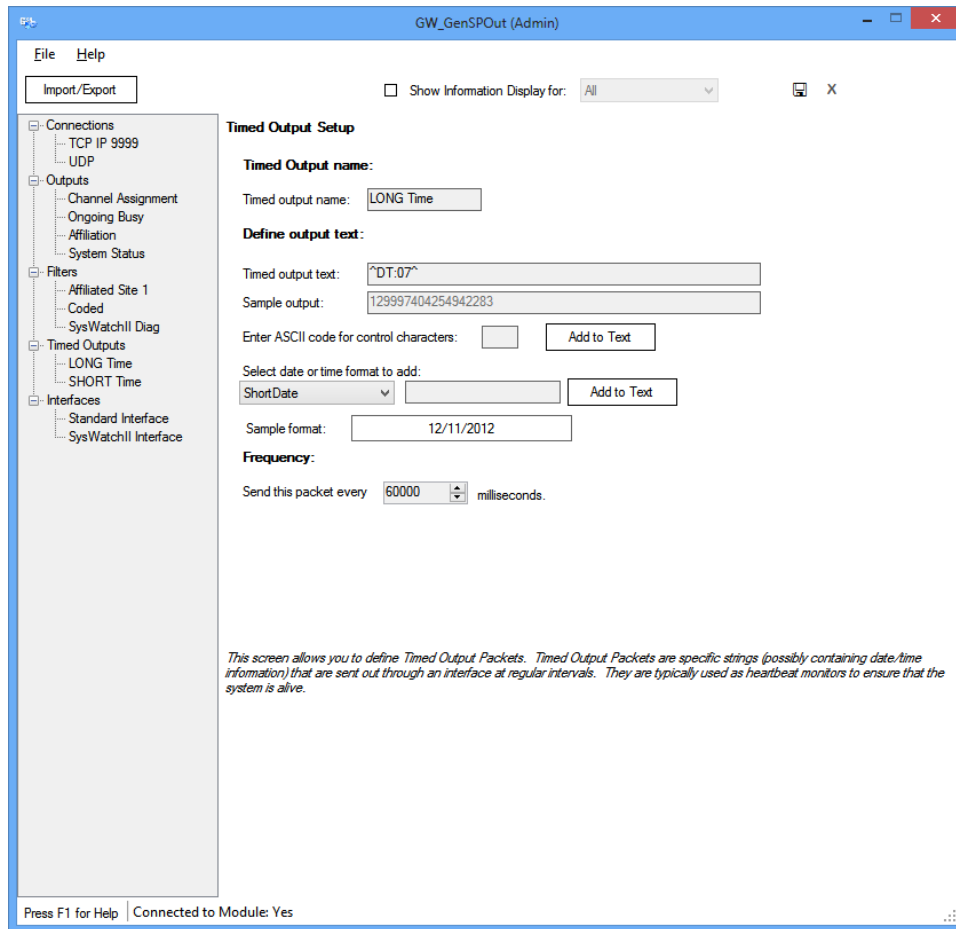 GW_GenSPOut (Admin)
File Help
Import/Export
Show Information Display for: All
X
Connections
TCP IP 9999
UDP
Outputs
Channel Assignment
Ongoing Busy
Affiliation
System Status
Filters
Affiliated Site 1
Coded
SysWatchII Diag
Timed Outputs
LONG Time
SHORT Time
Interfaces
Standard Interface
SysWatchII Interface
Timed Output Setup
Timed Output name:
Timed output name: LONG Time
Define output text:
Timed output text: ^DT:07^
Sample output: 129997404254942283
Enter ASCII code for control characters: Add to Text
Select date or time format to add:
ShortDate Add to Text
Sample format: 12/11/2012
Frequency:
Send this packet every 60000 milliseconds.
This screen allows you to define Timed Output Packets. Timed Output Packets are specific strings (possibly containing date/time
information) that are sent out through an interface at regular intervals. They are typically used as heartbeat monitors to ensure that the
system is alive.
Press F1 for Help Connected to Module: Yes